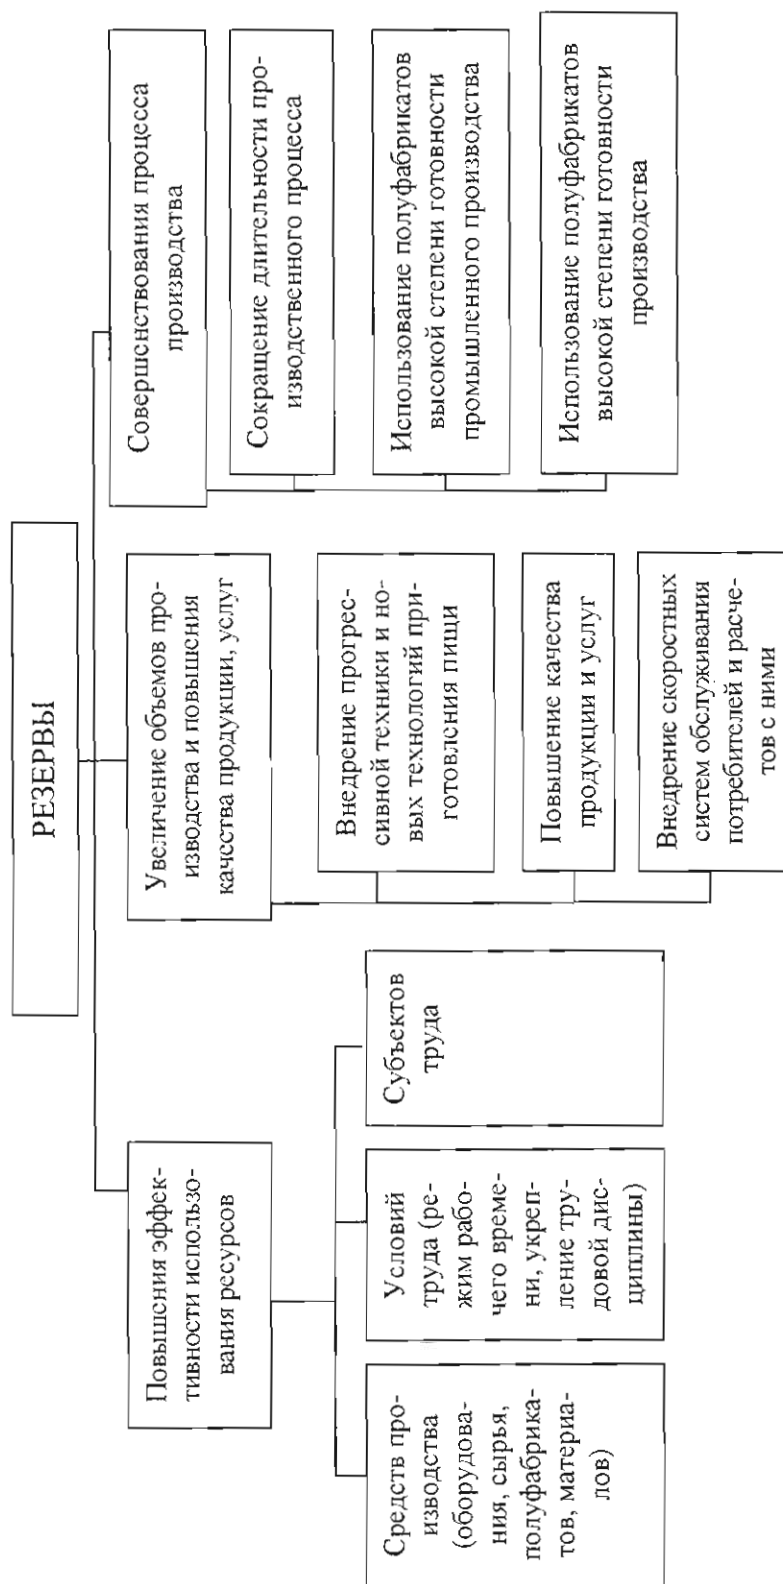 РЕЗЕРВЫ
Повышения эффек-
тивности использо-
вания ресурсов
Средств про-
изводства
(оборудова-
ния, сырья,
полуфабрика-
тов, материа-
лов)
Условий
труда (ре-
жим рабо-
чего време-
ни, укреп-
ление тру-
довой дис-
циплины)
Субъектов
труда
Увеличение объемов про-
изводства и повышения
качества продукции, услуг
Внедрение прогрес-
сивной техники и но-
вых технологий при-
готовления пищи
Повышение качества
продукции и услуг
Внедрение скоростных
систем обслуживания
потребителей и расче-
тов с ними
Совершенствования процесса
производства
Сокращение длительности про-
изводственного процесса
Использование полуфабрикатов
высокой степени готовности
промышленного производства
Использование полуфабрикатов
высокой степени готовности
производства